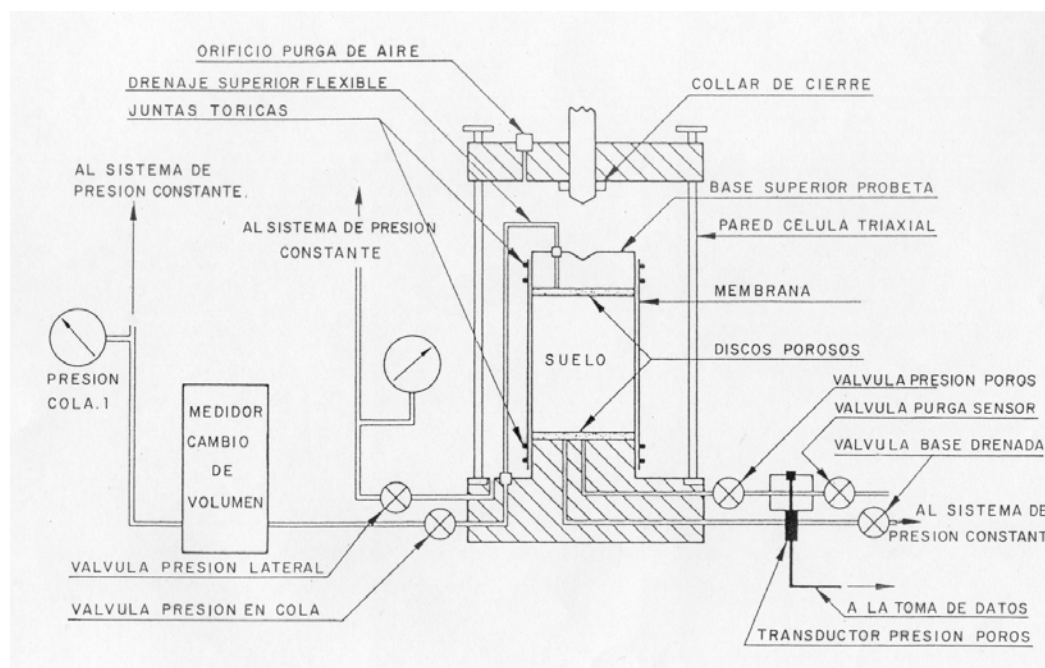 ORIFICIO PURGA DE AIRE
DRENAJE SUPERIOR FLEXIBLE
JUNTAS TORICAS
COLLAR DE CIERRE
AL SISTEMA DE
PRESION CONSTANTE.
AL SISTEMA DE PRESION
CONSTANTE
BASE SUPERIOR PROBETA
PARED CÉLULA TRIAXIAL
MEMBRANA
SUELO
DISCOS POROSOS
PRESION
COLA.1
MEDIDOR
CAMBIO
DE
VOLUMEN
VALVULA PRESION POROS
VALVULA PURGA SENSOR
VALVULA BASE DRENADA
AL SISTEMA DE
PRESION CONSTANT
VALVULA PRESION LATERAL
VALVULA PRESION EN COLA
A LA TOMA DE DATOS
TRANSDUCTOR PRESION POROS